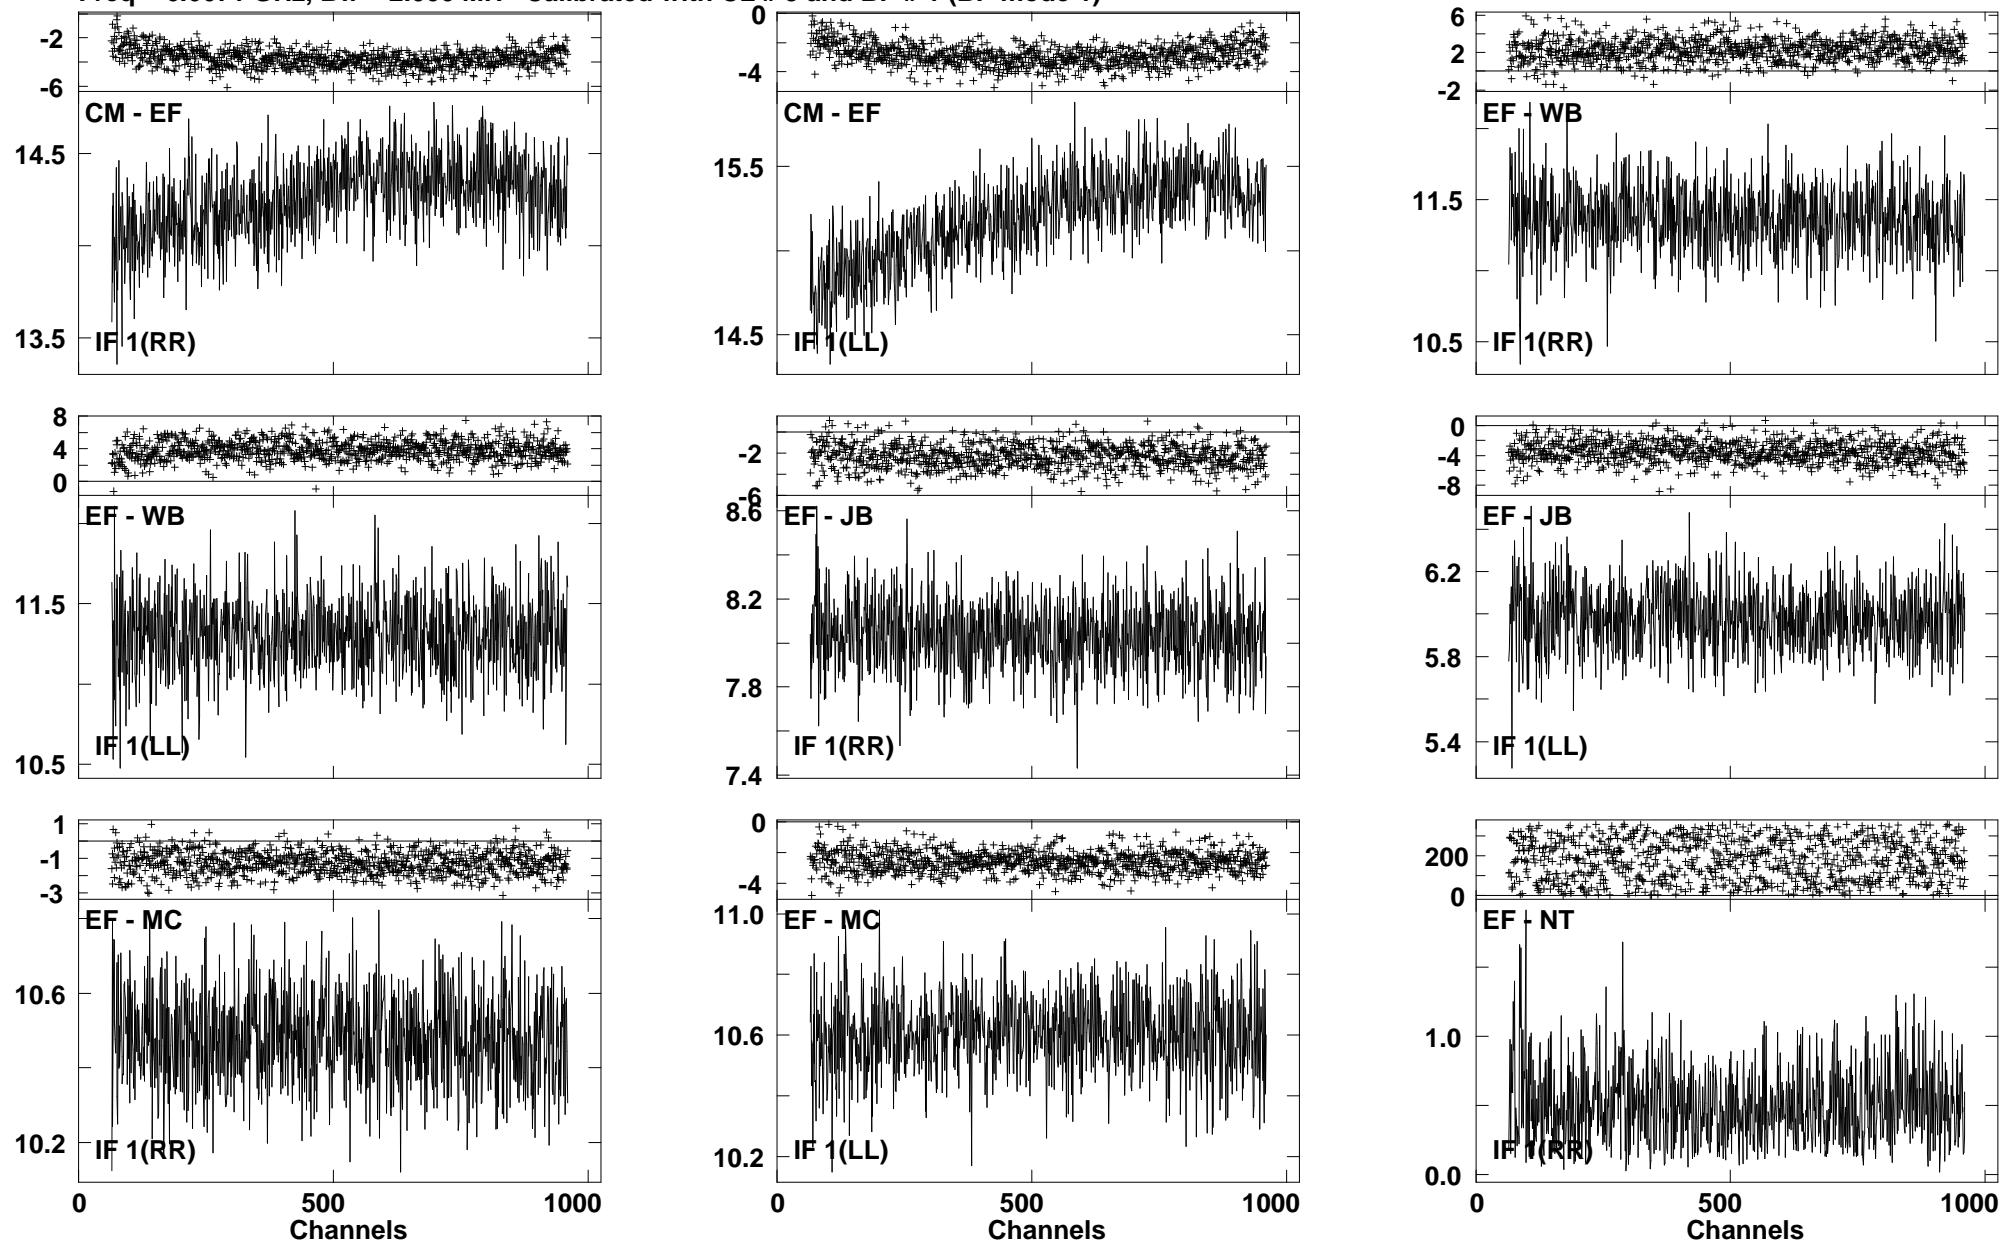 0
-2
-6
-4
6
2
-2
CM - EF
14.5
13.5
IF 1(RR)
CM - EF
15.5
14.5
IF 1(LL)
EF - WB
11.5
10.5
IF 1(RR)
8
4
0
-2
-6
0
-4
-8
EF - WB
11.5
10.5
IF 1(LL)
8.6
EF - JB
8.2
7.8
7.4
IF 1(RR)
EF - JB
6.2
5.8
5.4
IF 1(LL)
1
-1
-3
0
-4
200
0
EF - MC
10.6
10.2
IF 1(RR)
11.0
EF - MC
10.6
10.2
IF 1(LL)
EF - NT
1.0
0.0
IF 1(RR)
0 500 1000
Channels
0 500 1000
Channels
0 500 1000
Channels